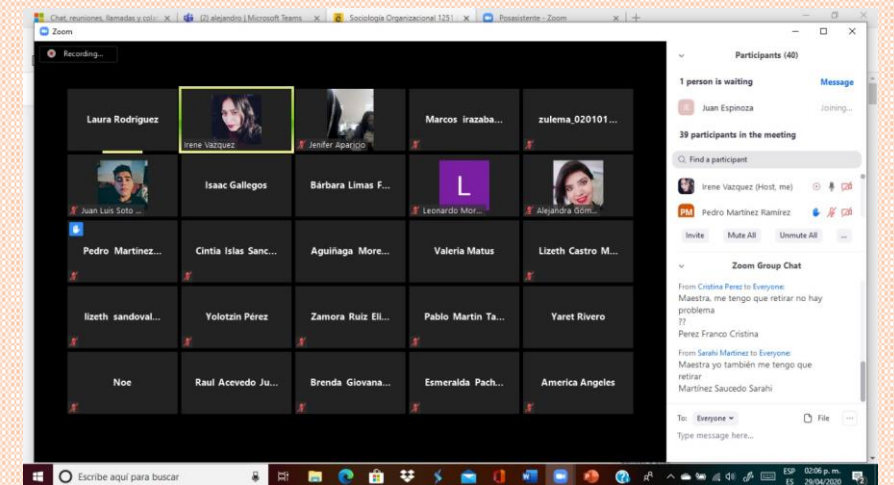 Chat, reuniones, llamadas y cola
(2) alejandro | Microsoft Teams
Sociología Organizacional 1251
Posasistente - Zoom
Zoom
Recording...
Laura Rodríguez
Irene Vazquez
Jenifer Aparicio
Marcos irazaba...
zulema_020101...
Juan Luis Soto ...
Isaac Gallegos
Bárbara Limas F...
L
Leonardo Mor...
Alejandra Góm...
Pedro Martinez...
Cintia Islas Sanc...
Aguiñaga More...
Valeria Matus
Lizeth Castro M...
lizeth sandoval...
Yolotzin Pérez
Zamora Ruiz Eli...
Pablo Martin Ta...
Yaret Rivero
Noe
Raul Acevedo Ju...
Brenda Giovana...
Esmeralda Pach...
America Angeles
Participants (40)
1 person is waiting Message
Juan Espinoza Joining...
39 participants in the meeting
Find a participant
Irene Vazquez (Host, me)
PM Pedro Martinez Ramirez
Invite Mute All Unmute All ...
Zoom Group Chat
From Cristina Perez to Everyone:
Maestra, me tengo que retirar no hay
problema
??
Perez Franco Cristina
From Sarahi Martinez to Everyone:
Maestra yo también me tengo que
retirar
Martínez Saucedo Sarahi
To: Everyone File ...
Type message here...
Escribe aquí para buscar
ESP 02:06 p. m.
ES 29/04/2020